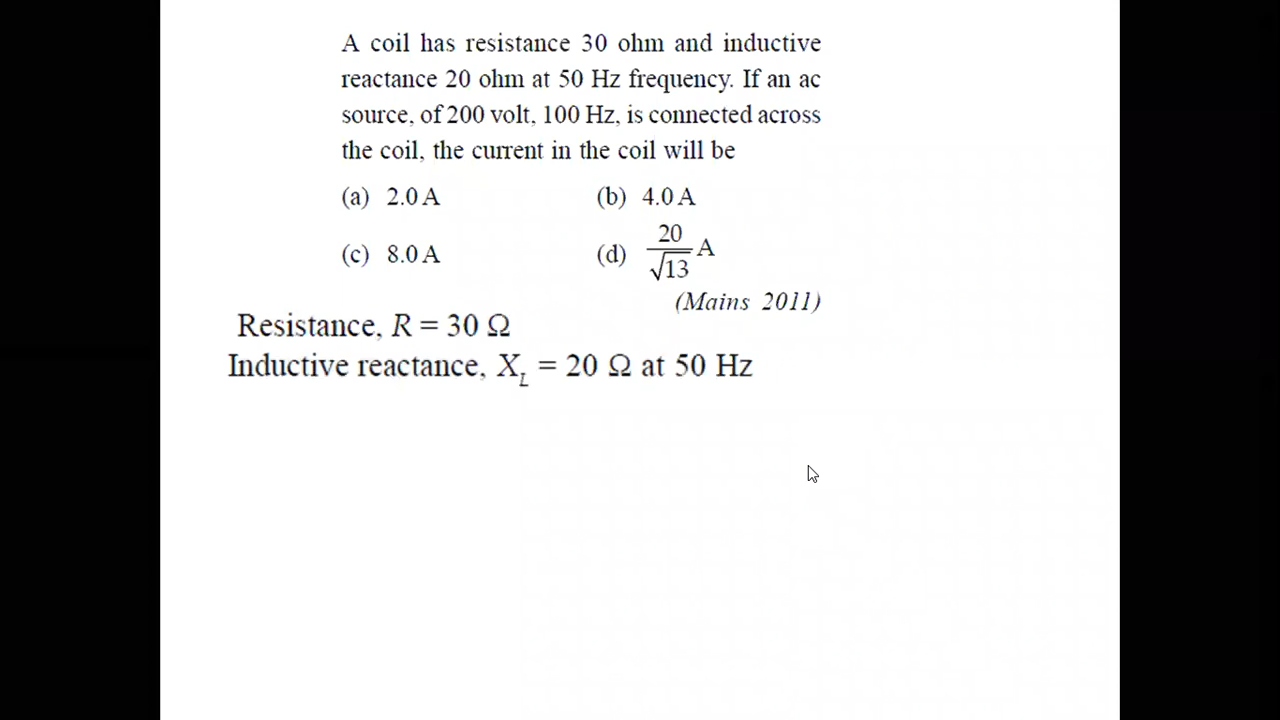 A coil has resistance 30 ohm and inductive
reactance 20 ohm at 50 Hz frequency. If an ac
source, of 200 volt, 100 Hz, is connected across
the coil, the current in the coil will be
(a) 2.0 A (b) 4.0 A
(c) 8.0 A (d) 20/√13 A
(Mains 2011)
Resistance, R = 30 Ω
Inductive reactance, X_L = 20 Ω at 50 Hz